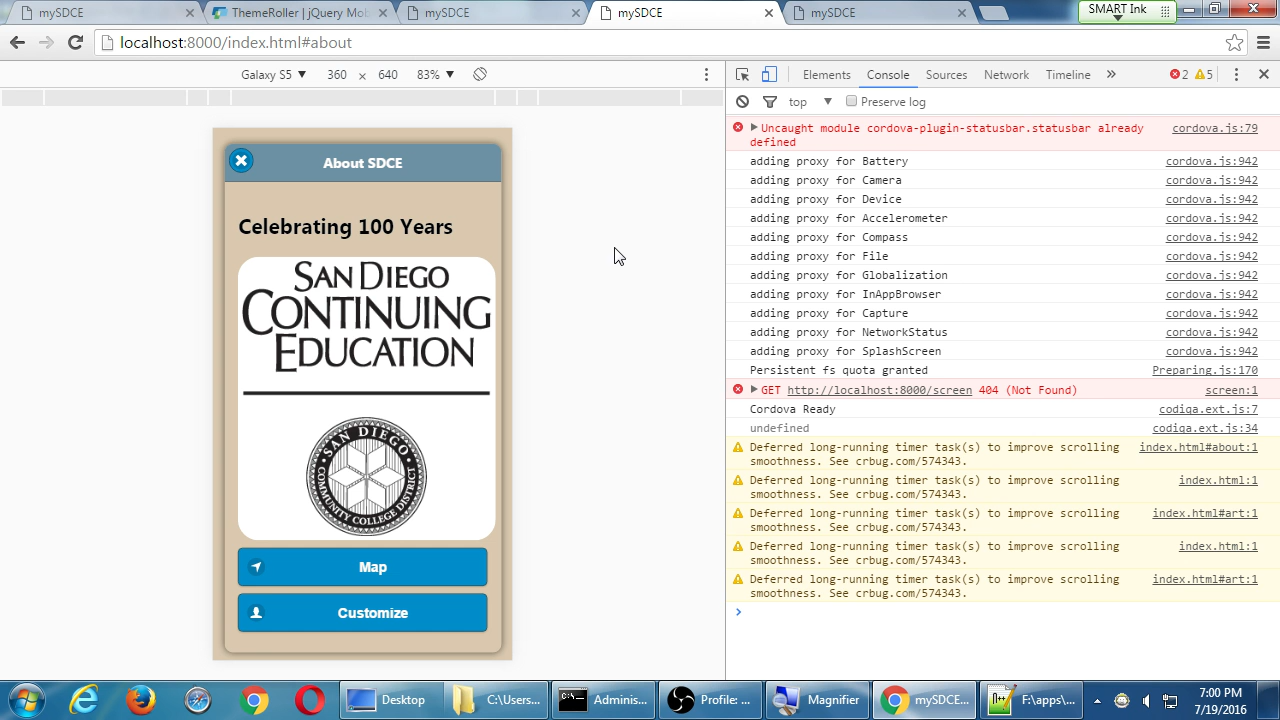 mySDCE
ThemeRoller | jQuery Mob
mySDCE
mySDCE
mySDCE
SMART Ink
localhost:8000/index.html#about
Galaxy S5 360 x 640 83%
Elements Console Sources Network Timeline » 2 5
top Preserve log
Uncaught module cordova-plugin-statusbar.statusbar already cordova.js:79
defined
adding proxy for Battery cordova.js:942
adding proxy for Camera cordova.js:942
adding proxy for Device cordova.js:942
adding proxy for Accelerometer cordova.js:942
adding proxy for Compass cordova.js:942
adding proxy for File cordova.js:942
adding proxy for Globalization cordova.js:942
adding proxy for InAppBrowser cordova.js:942
adding proxy for Capture cordova.js:942
adding proxy for NetworkStatus cordova.js:942
adding proxy for SplashScreen cordova.js:942
Persistent fs quota granted Preparing.js:170
GET http://localhost:8000/screen 404 (Not Found) screen:1
Cordova Ready codiqa.ext.js:7
undefined codiqa.ext.js:34
Deferred long-running timer task(s) to improve scrolling index.html#about:1
smoothness. See crbug.com/574343.
Deferred long-running timer task(s) to improve scrolling index.html:1
smoothness. See crbug.com/574343.
Deferred long-running timer task(s) to improve scrolling index.html#art:1
smoothness. See crbug.com/574343.
Deferred long-running timer task(s) to improve scrolling index.html:1
smoothness. See crbug.com/574343.
Deferred long-running timer task(s) to improve scrolling index.html#art:1
smoothness. See crbug.com/574343.
About SDCE
Celebrating 100 Years
SAN DIEGO
CONTINUING
EDUCATION
SAN DIEGO
COMMUNITY COLLEGE DISTRICT
Map
Customize
Desktop
C:\Users...
Adminis...
Profile: ...
Magnifier
mySDCE...
F:\apps\...
7:00 PM
7/19/2016